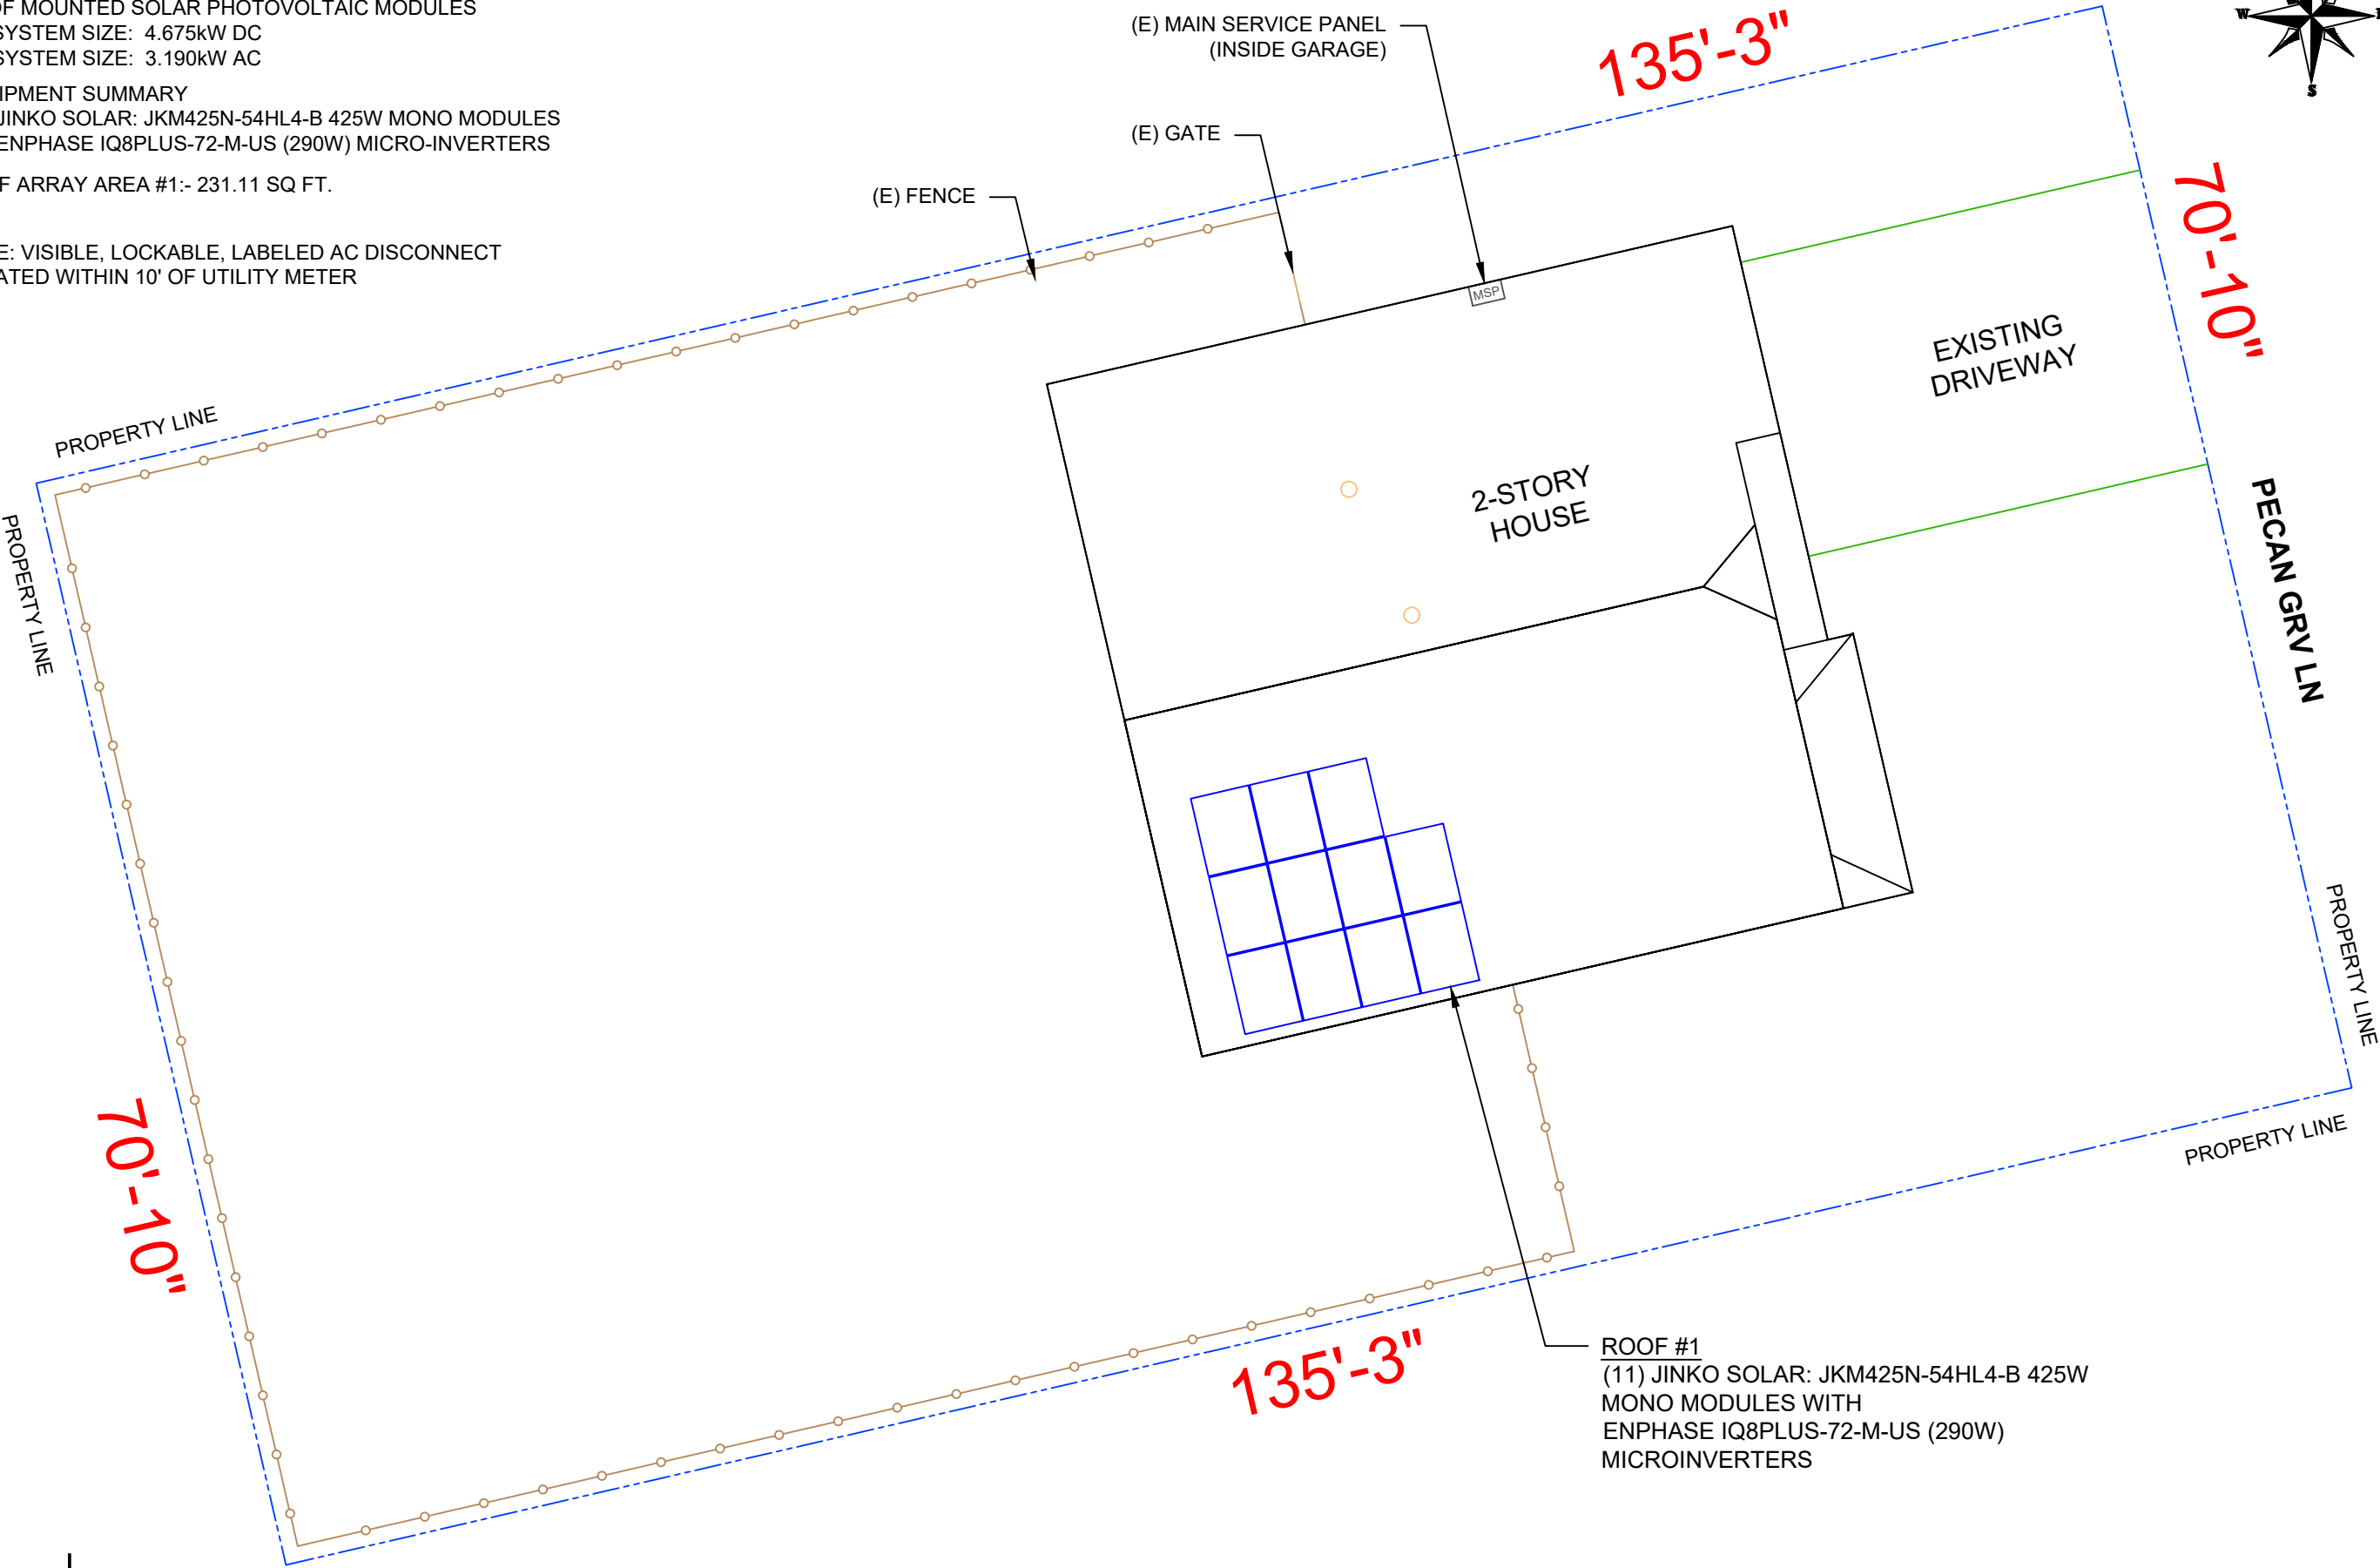 OF MOUNTED SOLAR PHOTOVOLTAIC MODULES
SYSTEM SIZE: 4.675kW DC
SYSTEM SIZE: 3.190kW AC
IPMENT SUMMARY
JINKO SOLAR: JKM425N-54HL4-B 425W MONO MODULES
ENPHASE IQ8PLUS-72-M-US (290W) MICRO-INVERTERS
F ARRAY AREA #1:- 231.11 SQ FT.
E: VISIBLE, LOCKABLE, LABELED AC DISCONNECT
ATED WITHIN 10' OF UTILITY METER
(E) MAIN SERVICE PANEL
(INSIDE GARAGE)
(E) GATE
(E) FENCE
135'-3"
W
S
70'-10"
MSP
EXISTING
DRIVEWAY
PROPERTY LINE
PROPERTY LINE
2-STORY
HOUSE
PECAN GRV LN
PROPERTY LINE
PROPERTY LINE
70'-10"
135'-3"
ROOF #1
(11) JINKO SOLAR: JKM425N-54HL4-B 425W
MONO MODULES WITH
ENPHASE IQ8PLUS-72-M-US (290W)
MICROINVERTERS